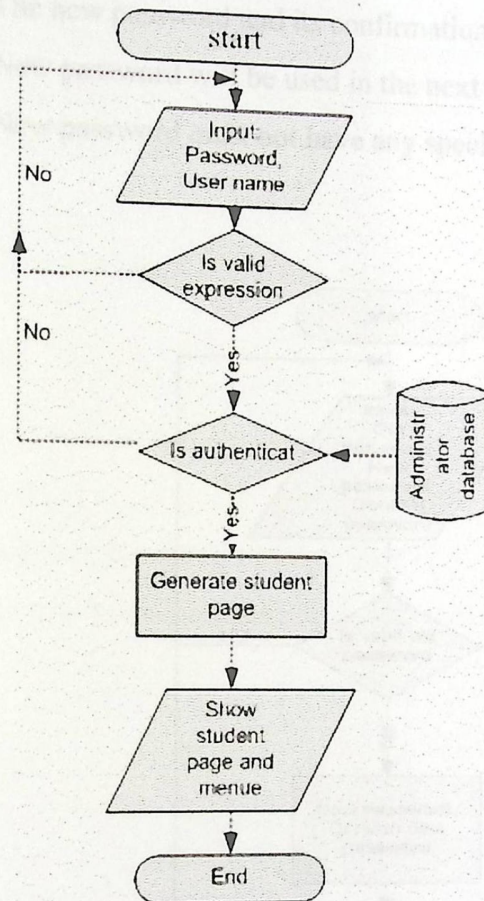 start
Input
Password,
User name
No
Is valid
expression
No
Yes
Is authenticat
Administr
ator
database
Yes
Generate student
page
Show
student
page and
menue
End